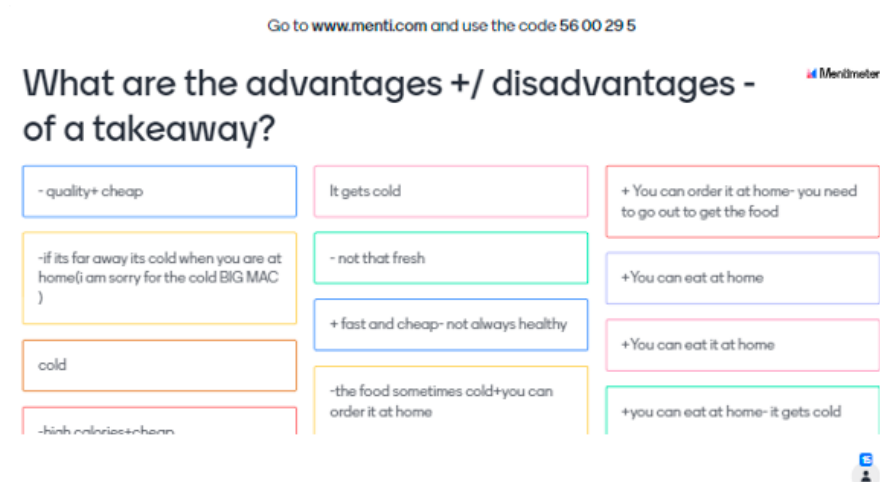 Go to www.menti.com and use the code 56 00 29 5
What are the advantages +/ disadvantages -
of a takeaway?
Mentimeter
- quality+ cheap
-if its far away its cold when you are at
home(i am sorry for the cold BIG MAC
)
cold
-high calories+cheap
It gets cold
- not that fresh
+ fast and cheap- not always healthy
-the food sometimes cold+you can
order it at home
+ You can order it at home- you need
to go out to get the food
+You can eat at home
+You can eat it at home
+you can eat at home- it gets cold
15